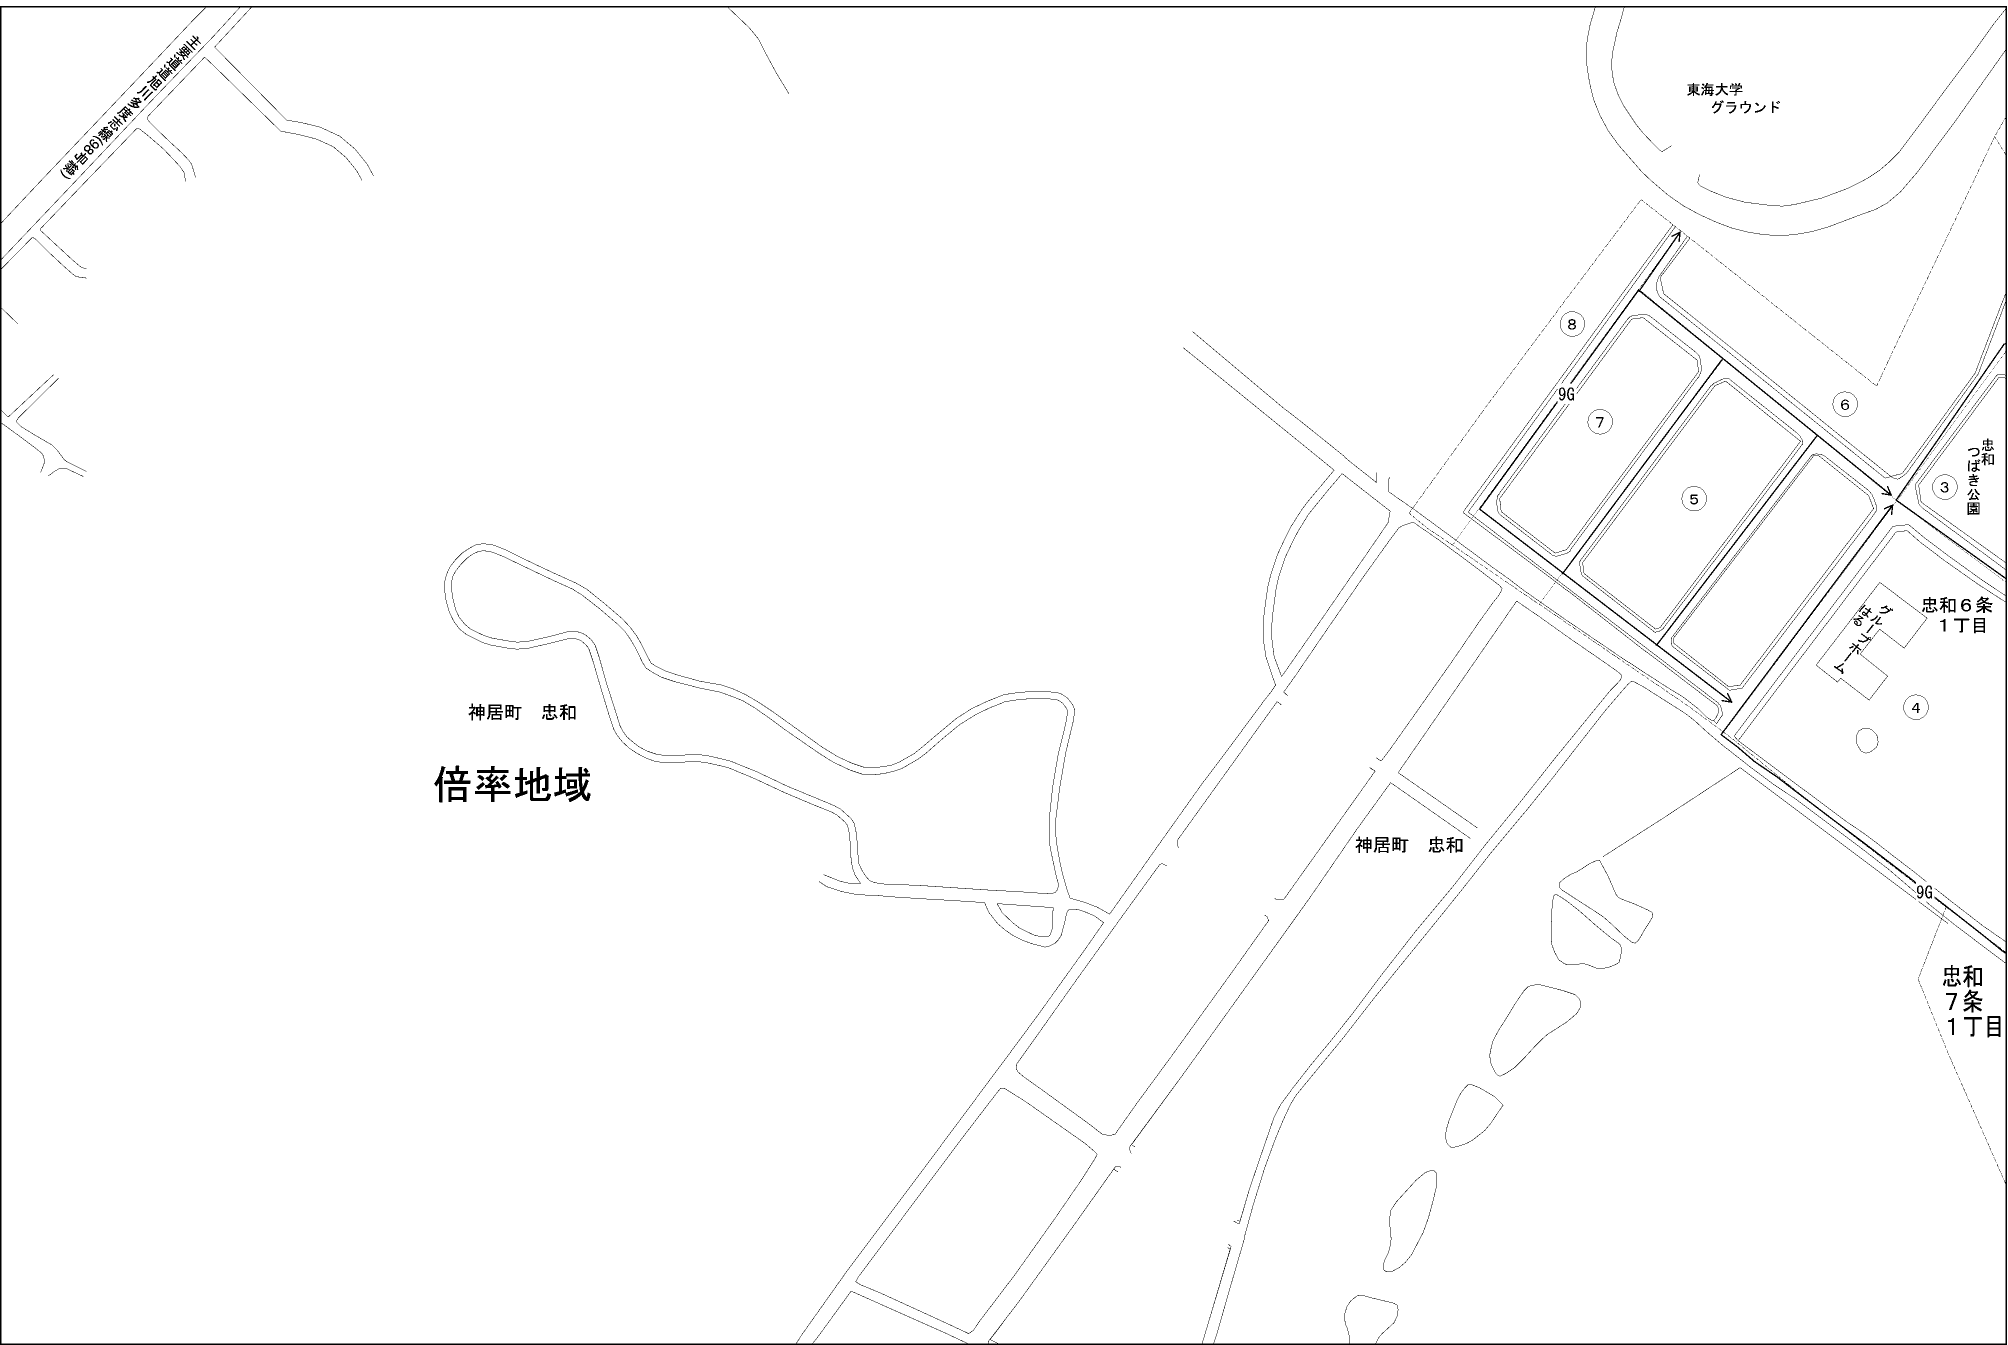 主要道道旭川多度志線(98号線)
東海大学
グラウンド
8
9G
7
6
5
3
忠和
つばき公園
忠和６条
１丁目
グループホーム
はる
4
神居町　忠和
倍率地域
神居町　忠和
9G
忠和
７条
１丁目